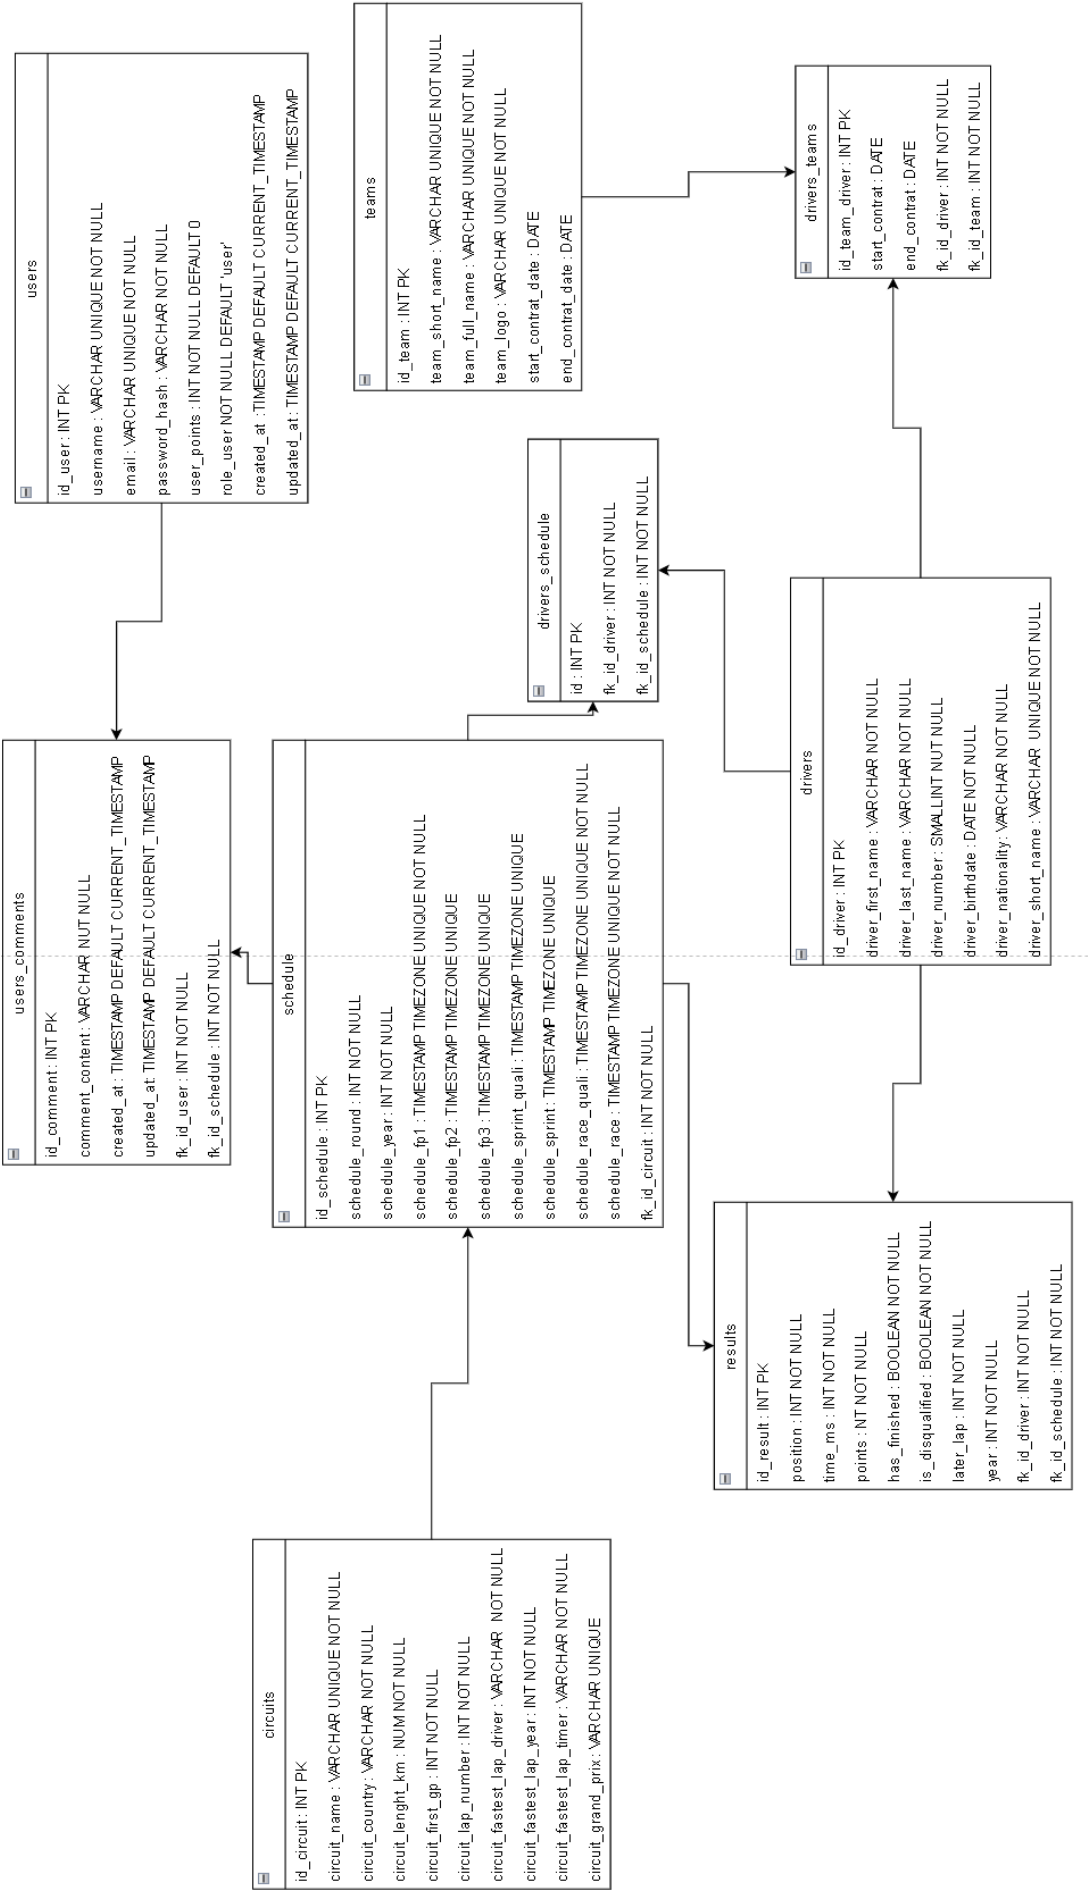 users
id_user : INT PK
username : VARCHAR UNIQUE NOT NULL
email : VARCHAR UNIQUE NOT NULL
password_hash : VARCHAR NOT NULL
user_points : INT NOT NULL DEFAULT 0
role_user NOT NULL DEFAULT 'user'
created_at : TIMESTAMP DEFAULT CURRENT_TIMESTAMP
updated_at : TIMESTAMP DEFAULT CURRENT_TIMESTAMP
teams
id_team : INT PK
team_short_name : VARCHAR UNIQUE NOT NULL
team_full_name : VARCHAR UNIQUE NOT NULL
team_logo : VARCHAR UNIQUE NOT NULL
start_contrat_date : DATE
end_contrat_date : DATE
drivers_teams
id_team_driver : INT PK
start_contrat : DATE
end_contrat : DATE
fk_id_driver : INT NOT NULL
fk_id_team : INT NOT NULL
users_comments
id_comment : INT PK
comment_content : VARCHAR NUT NULL
created_at : TIMESTAMP DEFAULT CURRENT_TIMESTAMP
updated_at : TIMESTAMP DEFAULT CURRENT_TIMESTAMP
fk_id_user : INT NOT NULL
fk_id_schedule : INT NOT NULL
schedule
id_schedule : INT PK
schedule_round : INT NOT NULL
schedule_year : INT NOT NULL
schedule_fp1 : TIMESTAMP TIMEZONE UNIQUE NOT NULL
schedule_fp2 : TIMESTAMP TIMEZONE UNIQUE
schedule_fp3 : TIMESTAMP TIMEZONE UNIQUE
schedule_sprint_quali : TIMESTAMP TIMEZONE UNIQUE
schedule_sprint : TIMESTAMP TIMEZONE UNIQUE
schedule_race_quali : TIMESTAMP TIMEZONE UNIQUE NOT NULL
schedule_race : TIMESTAMP TIMEZONE UNIQUE NOT NULL
fk_id_circuit : INT NOT NULL
drivers_schedule
id : INT PK
fk_id_driver : INT NOT NULL
fk_id_schedule : INT NOT NULL
drivers
id_driver : INT PK
driver_first_name : VARCHAR NOT NULL
driver_last_name : VARCHAR NOT NULL
driver_number : SMALLINT NUT NULL
driver_birthdate : DATE NOT NULL
driver_nationality : VARCHAR NOT NULL
driver_short_name : VARCHAR UNIQUE NOT NULL
circuits
id_circuit : INT PK
circuit_name : VARCHAR UNIQUE NOT NULL
circuit_country : VARCHAR NOT NULL
circuit_lenght_km : NUM NOT NULL
circuit_first_gp : INT NOT NULL
circuit_lap_number : INT NOT NULL
circuit_fastest_lap_driver : VARCHAR NOT NULL
circuit_fastest_lap_year : INT NOT NULL
circuit_fastest_lap_timer : VARCHAR NOT NULL
circuit_grand_prix : VARCHAR UNIQUE
results
id_result : INT PK
position : INT NOT NULL
time_ms : INT NOT NULL
points : NT NOT NULL
has_finished : BOOLEAN NOT NULL
is_disqualified : BOOLEAN NOT NULL
later_lap : INT NOT NULL
year : INT NOT NULL
fk_id_driver : INT NOT NULL
fk_id_schedule : INT NOT NULL